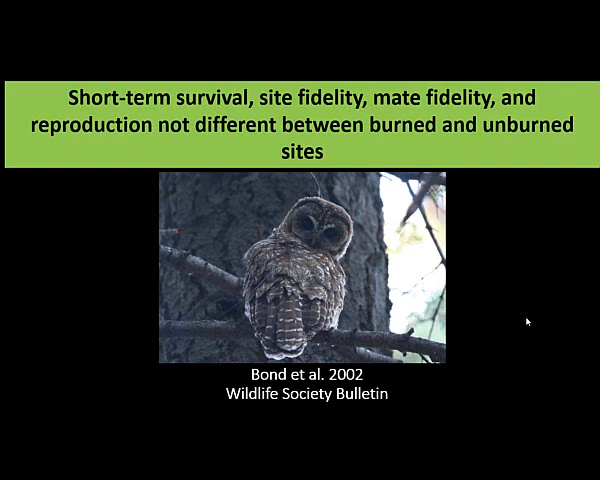 Short-term survival, site fidelity, mate fidelity, and
reproduction not different between burned and unburned
sites
Bond et al. 2002
Wildlife Society Bulletin